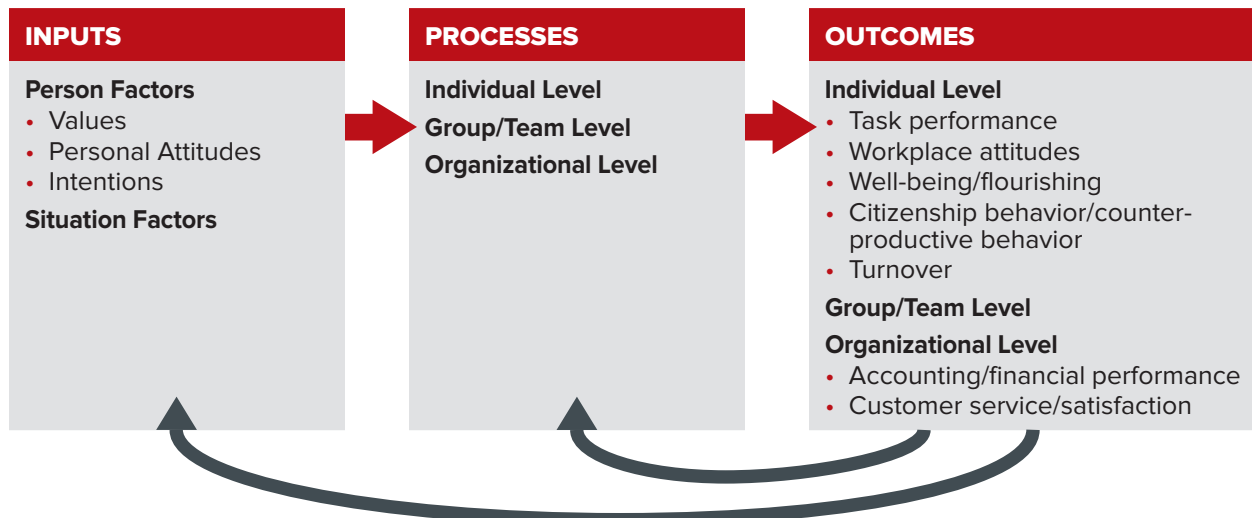 INPUTS
Person Factors
• Values
• Personal Attitudes
• Intentions
Situation Factors
PROCESSES
Individual Level
Group/Team Level
Organizational Level
OUTCOMES
Individual Level
• Task performance
• Workplace attitudes
• Well-being/flourishing
• Citizenship behavior/counter-
productive behavior
• Turnover
Group/Team Level
Organizational Level
• Accounting/financial performance
• Customer service/satisfaction